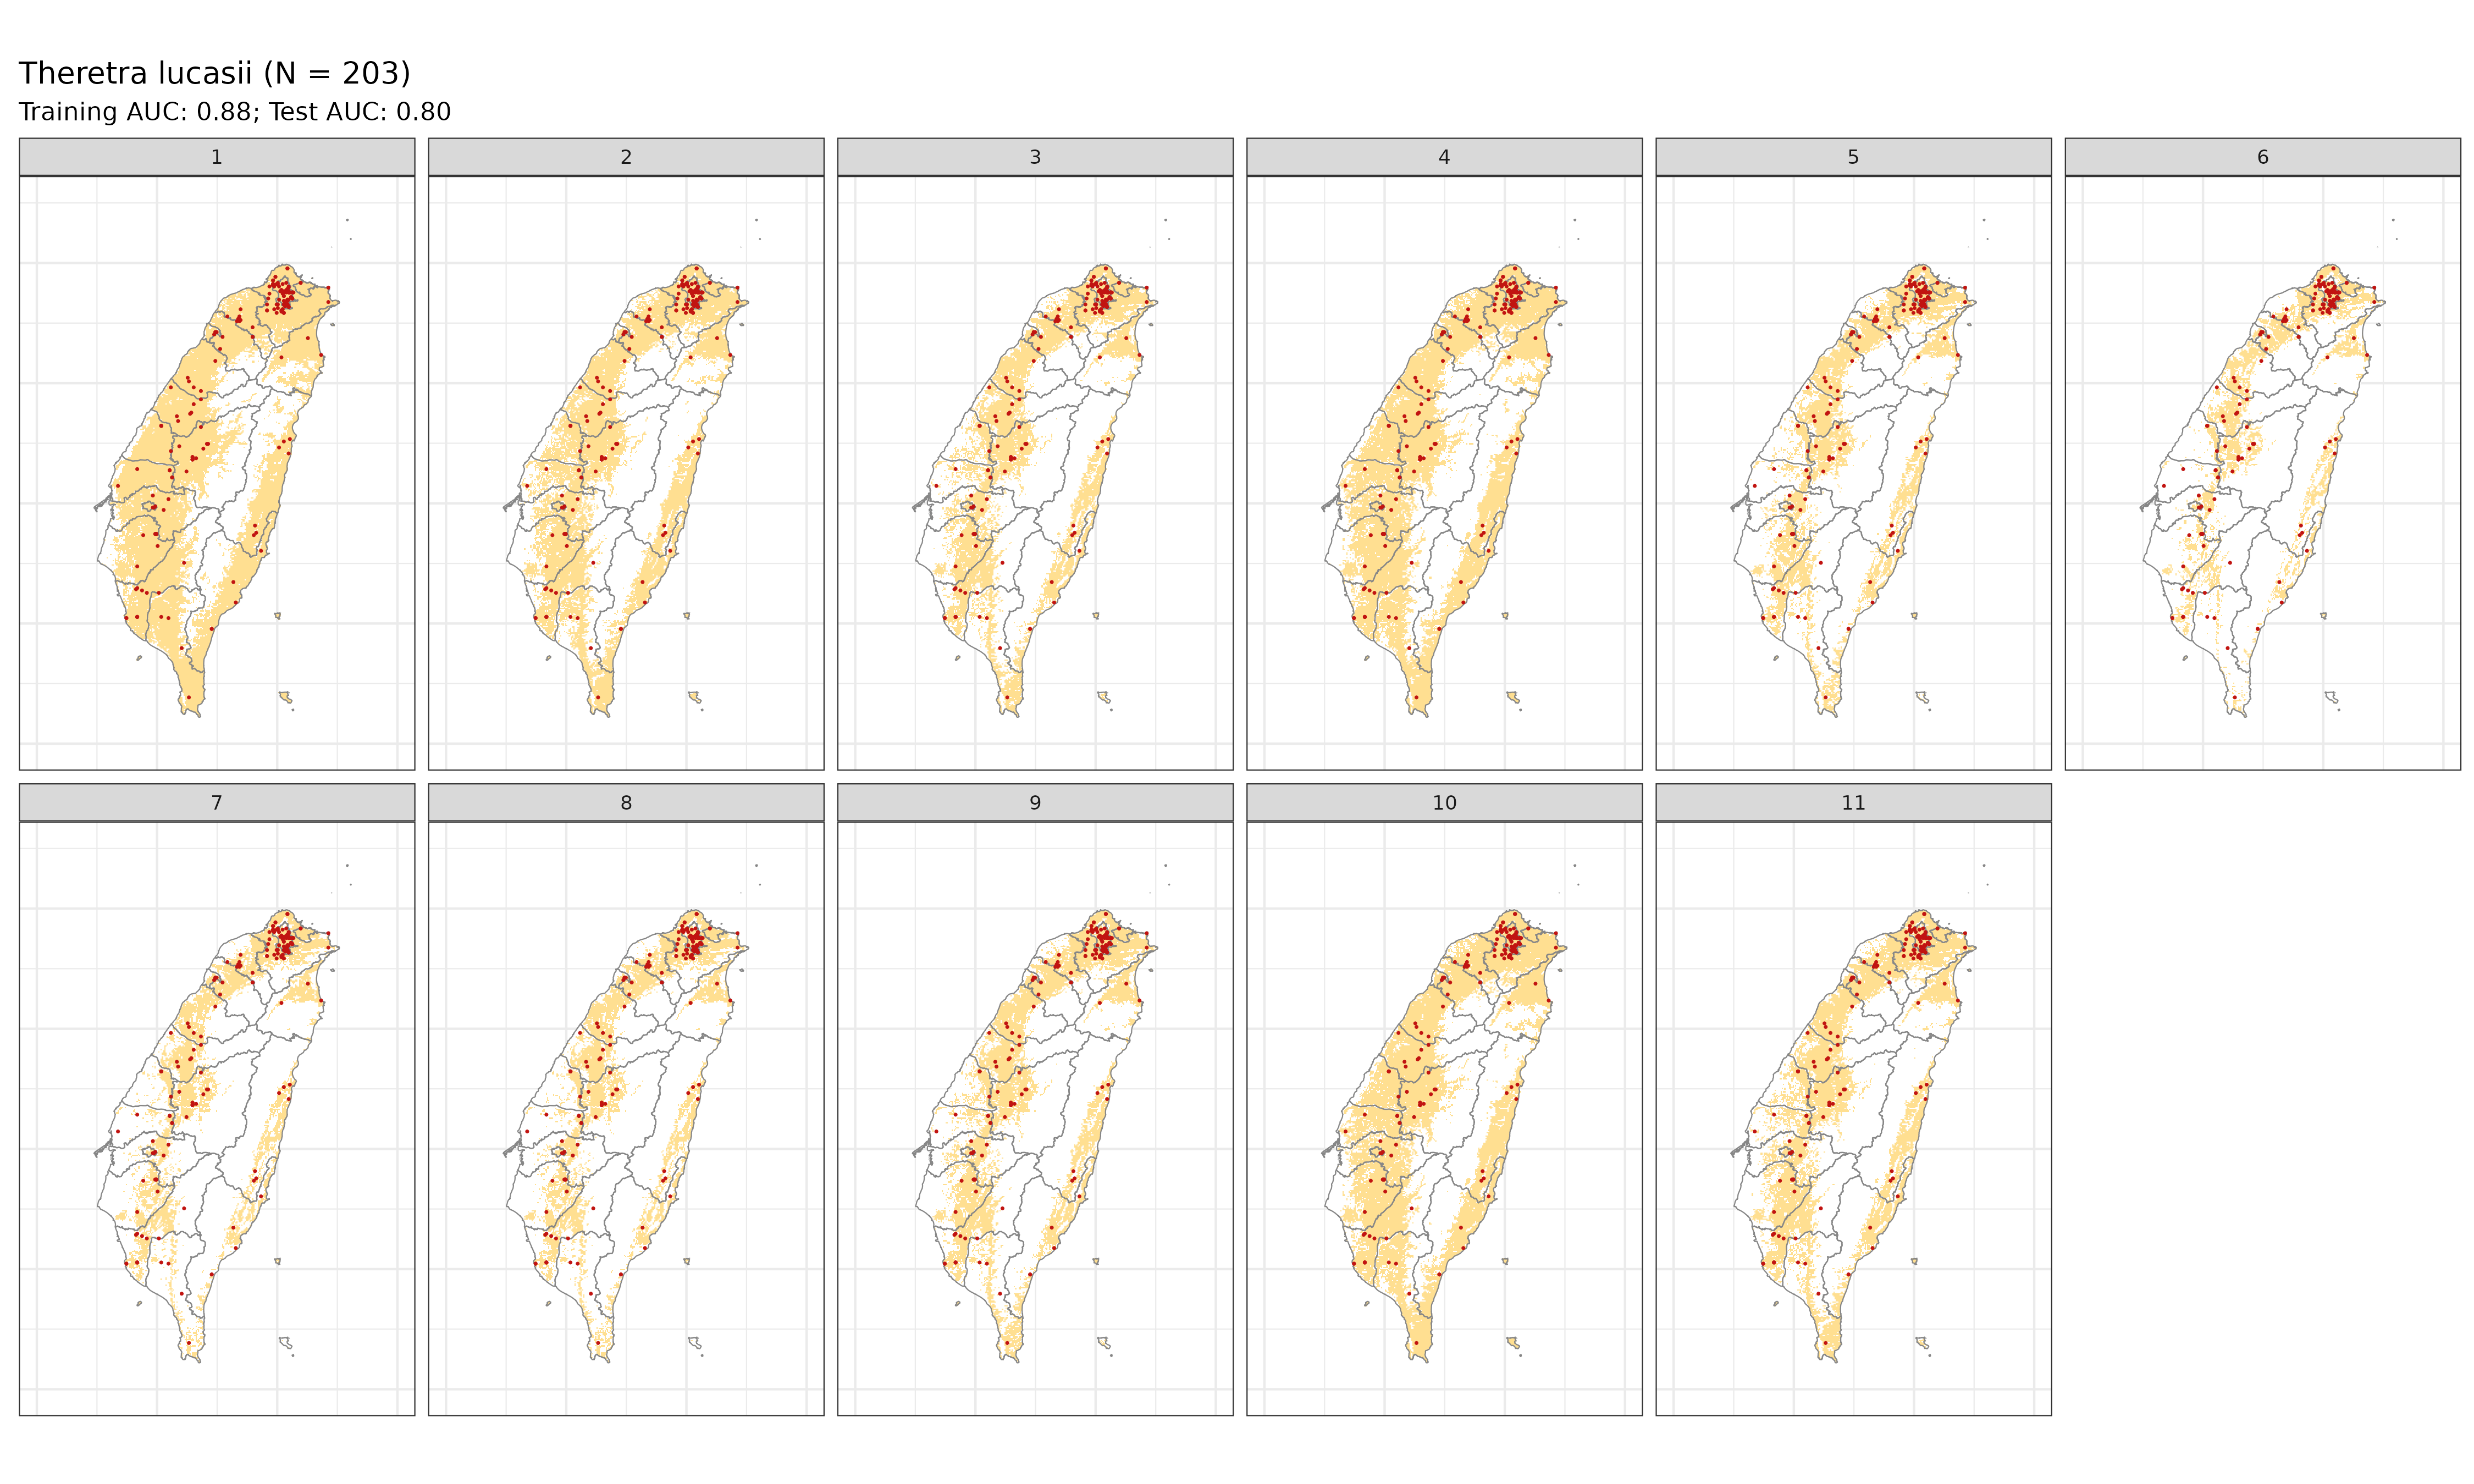 Theretra lucasii (N = 203)
Training AUC: 0.88; Test AUC: 0.80
1 2 3 4 5 6
7 8 9 10 11